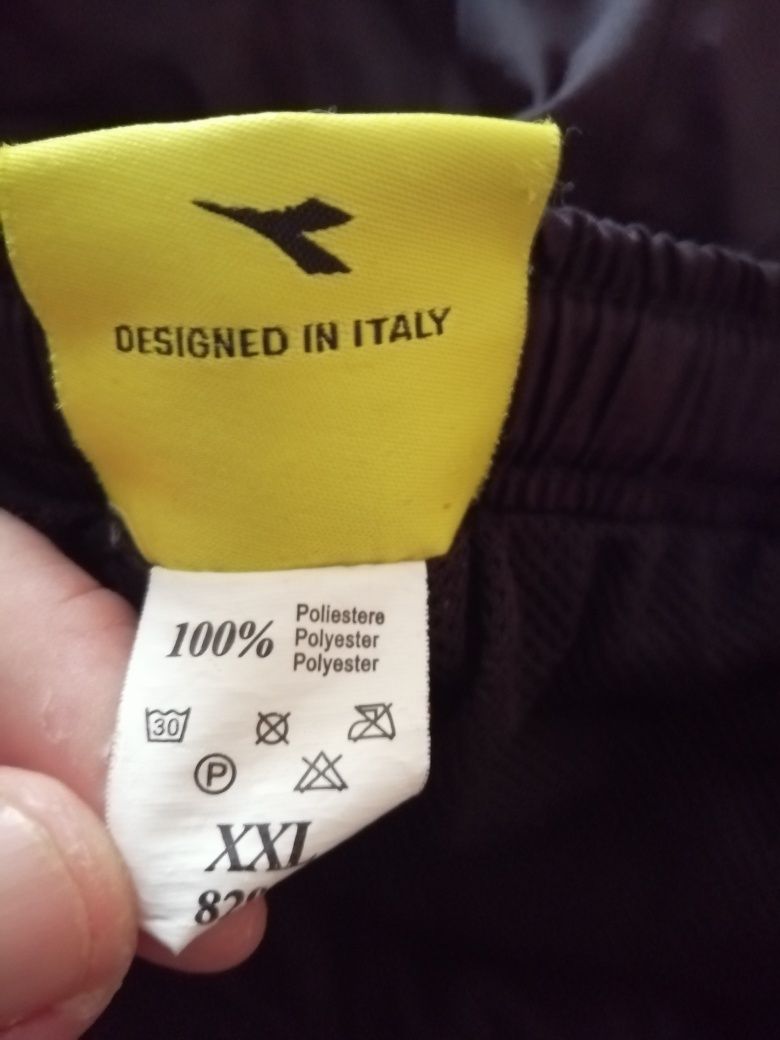 DESIGNED IN ITALY
100%
Poliestere
Polyester
Polyester
30
P
XXL